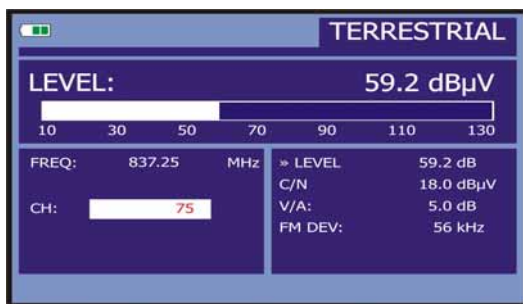 TERRESTRIAL
LEVEL: 59.2 dBµV
10 30 50 70 90 110 130
FREQ: 837.25 MHz
CH: 75
» LEVEL 59.2 dB
C/N 18.0 dBµV
V/A: 5.0 dB
FM DEV: 56 kHz